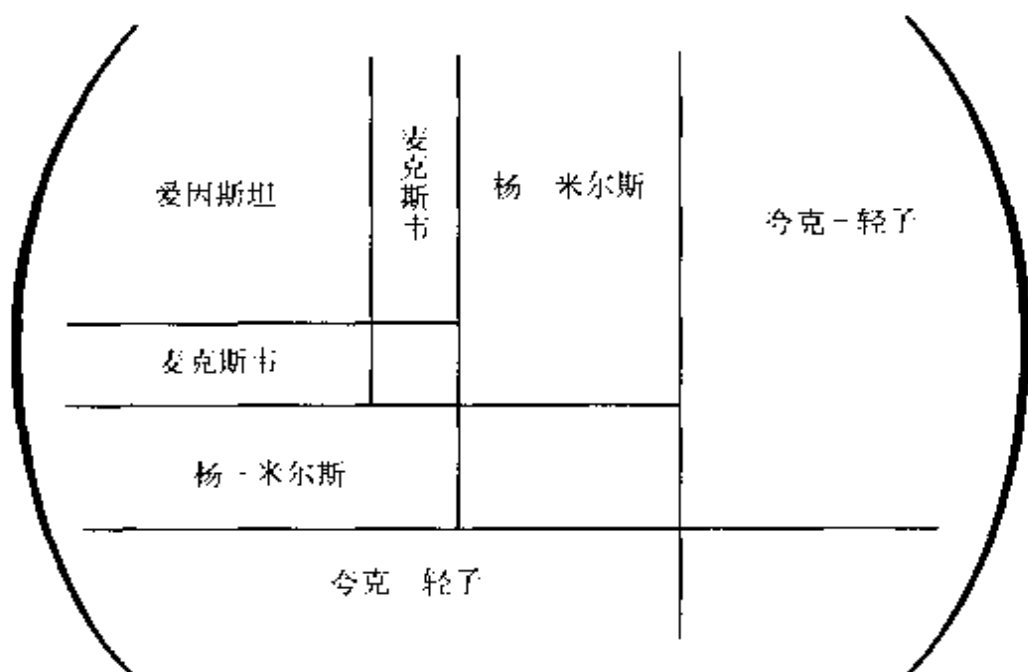 爱因斯坦
麦克斯韦
杨 米尔斯
夸克-轻子
麦克斯韦
杨-米尔斯
夸克 轻子